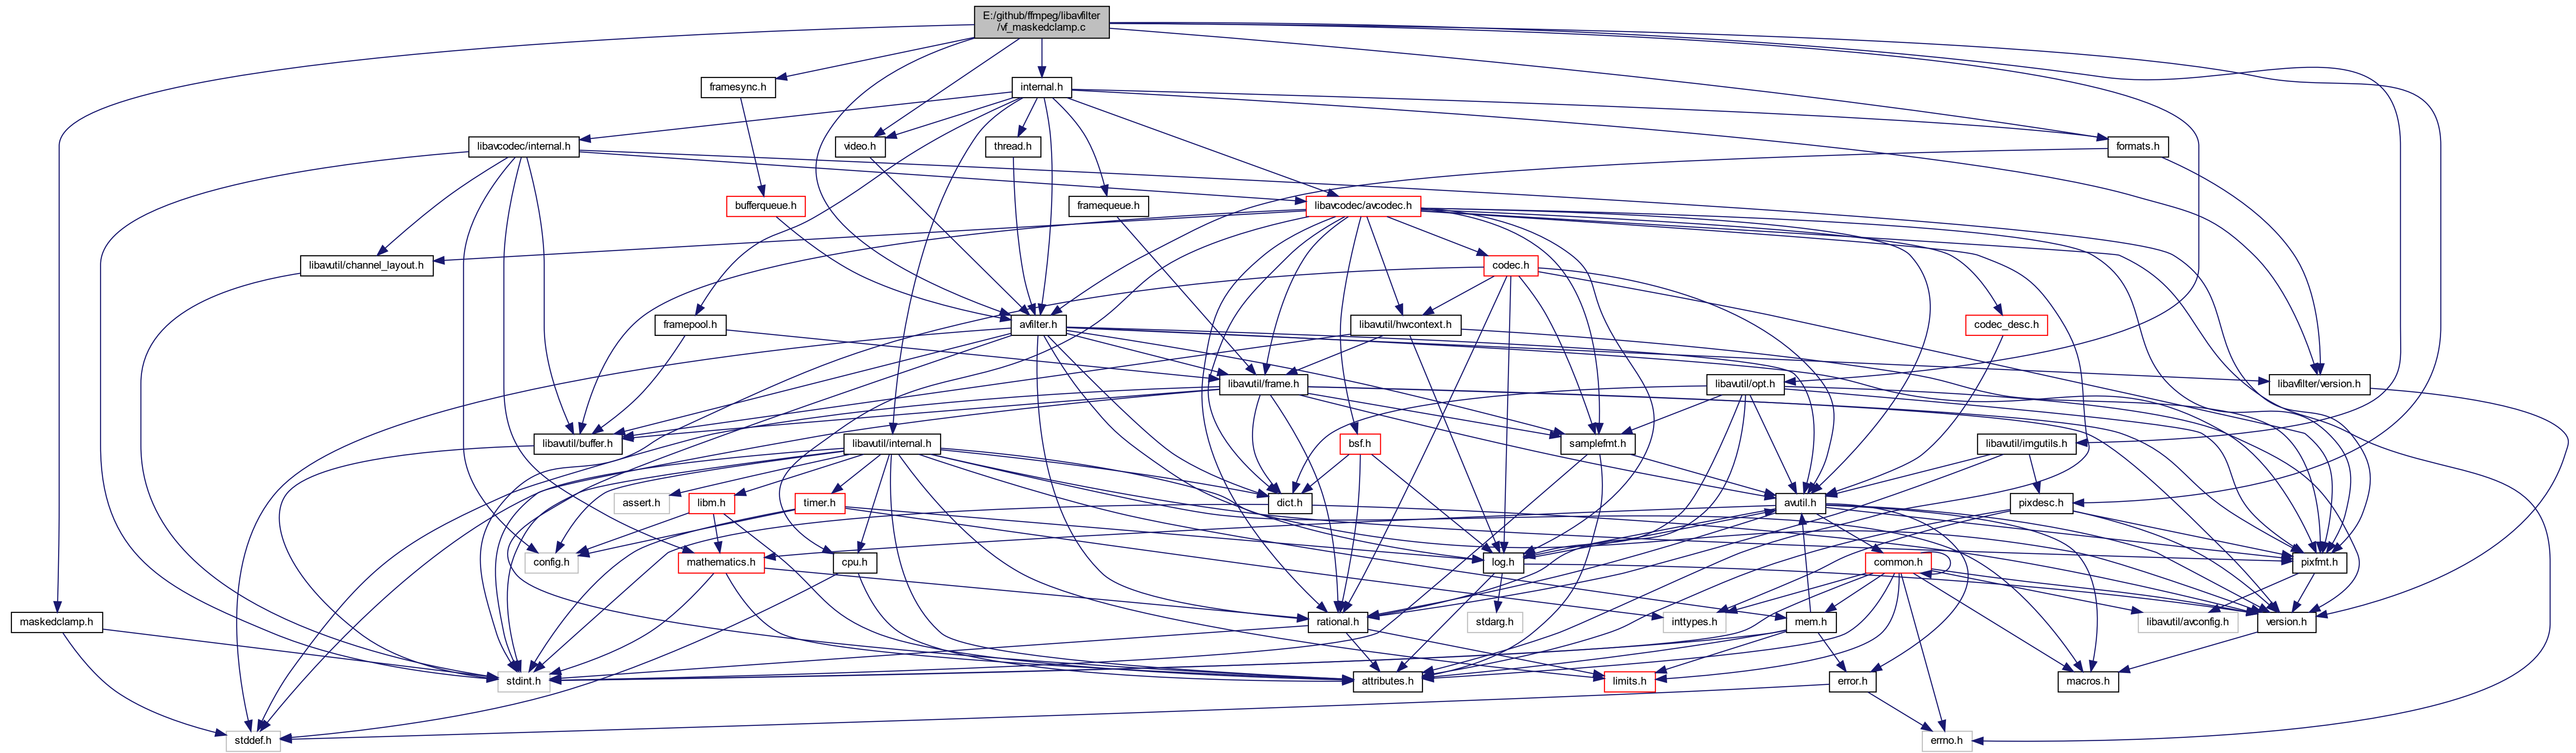 E:/github/ffmpeg/libavfilter
/vf_maskedclamp.c
framesync.h
internal.h
libavcodec/internal.h
video.h
thread.h
formats.h
bufferqueue.h
framequeue.h
libavcodec/avcodec.h
libavutil/channel_layout.h
codec.h
framepool.h
avfilter.h
libavutil/hwcontext.h
codec_desc.h
libavutil/frame.h
libavutil/opt.h
libavfilter/version.h
libavutil/buffer.h
libavutil/internal.h
bsf.h
samplefmt.h
libavutil/imgutils.h
assert.h
libm.h
timer.h
dict.h
avutil.h
pixdesc.h
config.h
mathematics.h
cpu.h
log.h
common.h
pixfmt.h
maskedclamp.h
rational.h
stdarg.h
inttypes.h
mem.h
libavutil/avconfig.h
version.h
stdint.h
attributes.h
limits.h
error.h
macros.h
stddef.h
errno.h